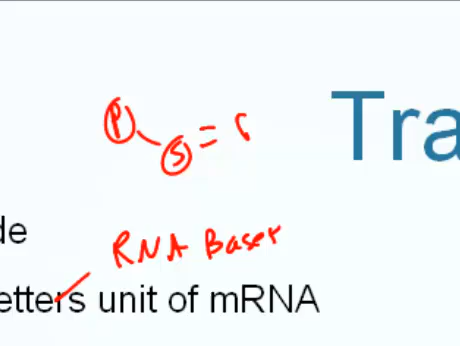 Tra
P S =
de
RNA Bases
etters unit of mRNA